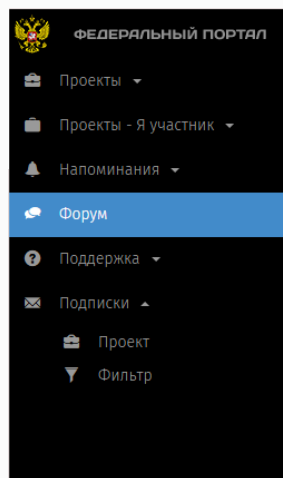 ФЕДЕРАЛЬНЫЙ ПОРТАЛ
Проекты
Проекты - Я участник
Напоминания
Форум
Поддержка
Подписки
Проект
Фильтр